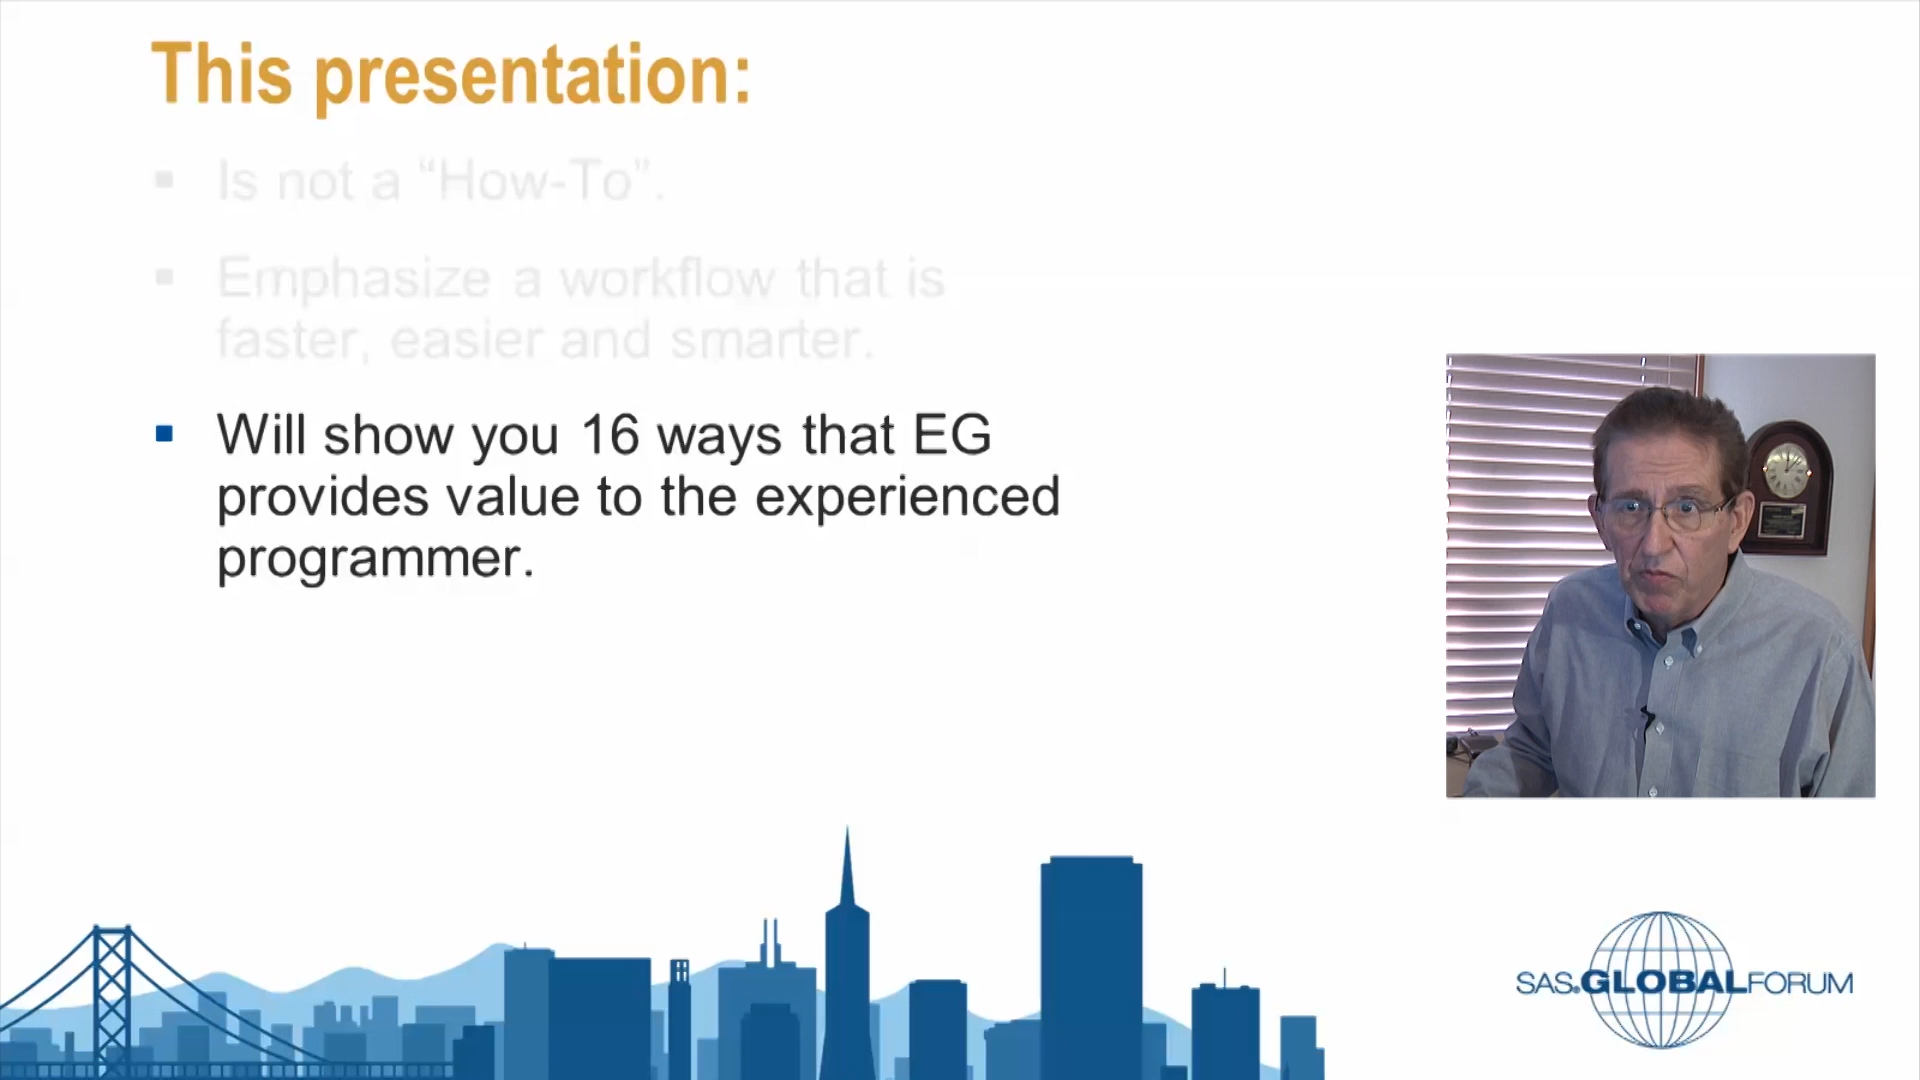 This presentation:
▪ Is not a “How-To”.
▪ Emphasize a workflow that is
faster, easier and smarter.
▪ Will show you 16 ways that EG
provides value to the experienced
programmer.
SAS.GLOBALFORUM